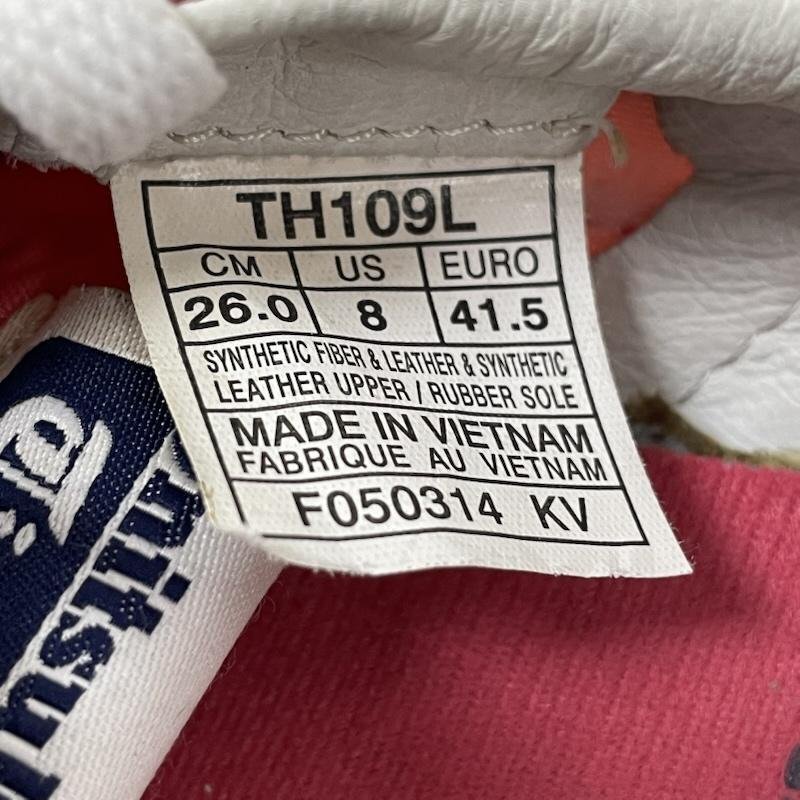 TH109L
CM US EURO
26.0 8 41.5
SYNTHETIC FIBER & LEATHER & SYNTHETIC
LEATHER UPPER / RUBBER SOLE
MADE IN VIETNAM
FABRIQUE AU VIETNAM
F050314 KV